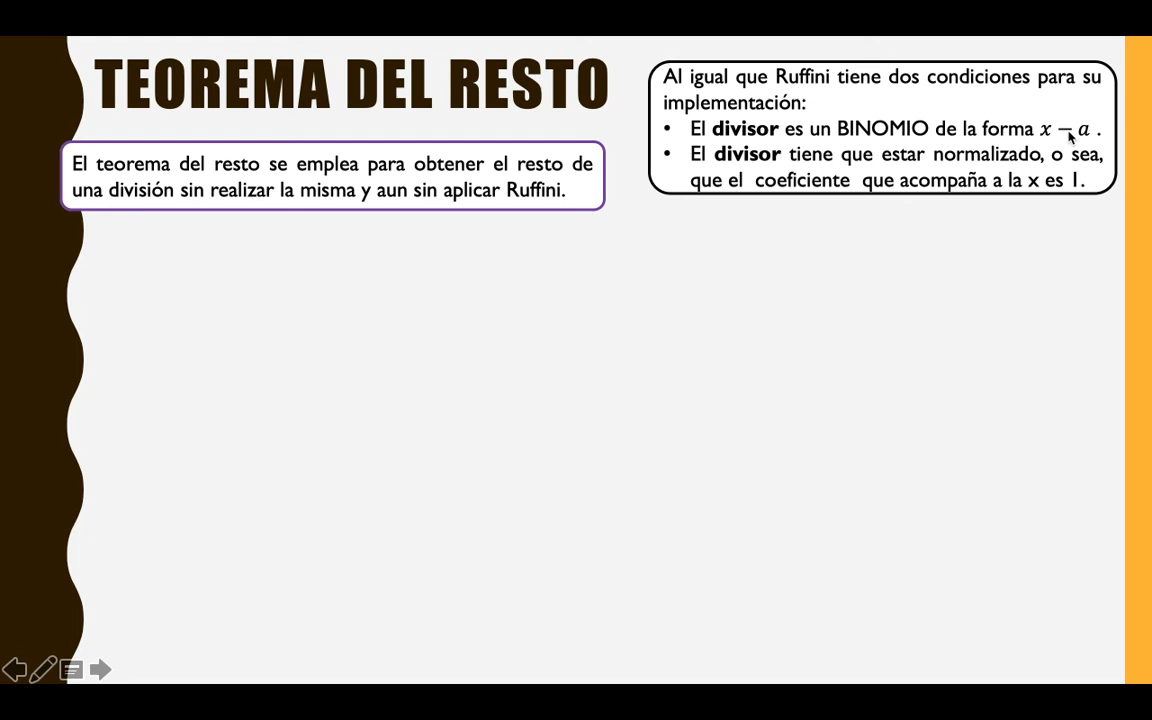 TEOREMA DEL RESTO
El teorema del resto se emplea para obtener el resto de
una división sin realizar la misma y aun sin aplicar Ruffini.
Al igual que Ruffini tiene dos condiciones para su
implementación:
• El divisor es un BINOMIO de la forma x − a .
• El divisor tiene que estar normalizado, o sea,
que el coeficiente que acompaña a la x es 1.